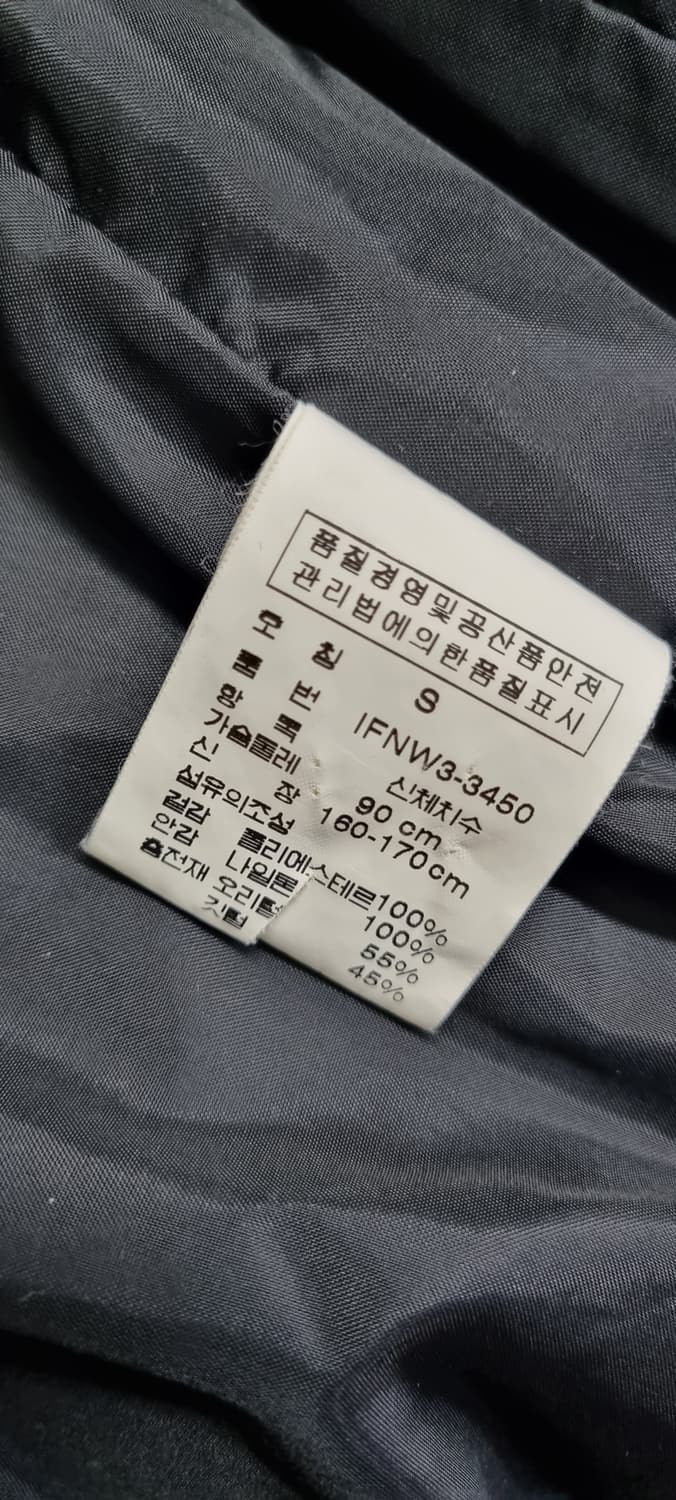 품질경영및공산품안전
관리법에의한품질표시
호 칭 S
품 번 IFNW3-3450
항 목 신체치수
가슴둘레 90 cm
신 장 160-170cm
섬유의조성
겉감 폴리에스테르100%
안감 나일론 100%
충전재 오리털 55%
깃털 45%